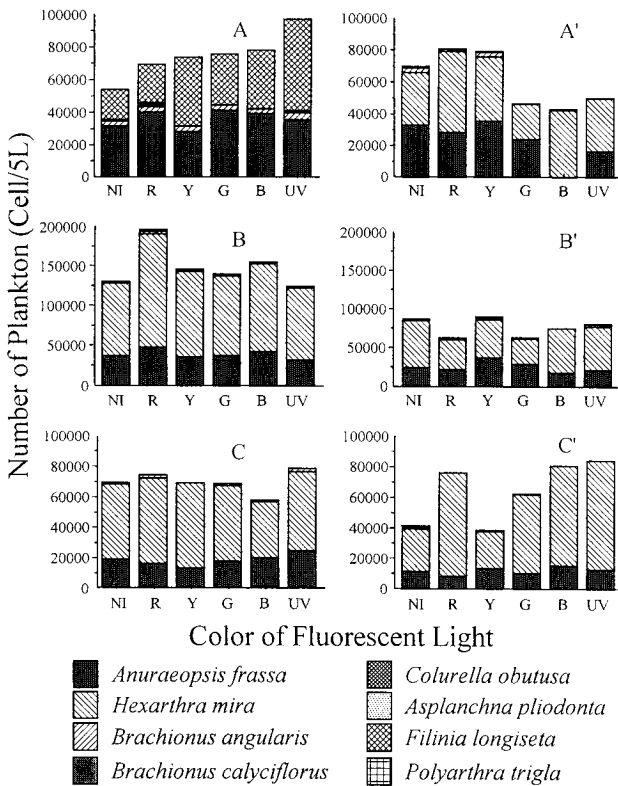 A
100000
80000
60000
40000
20000
0
NI R Y G B UV
A'
100000
80000
60000
40000
20000
0
NI R Y G B UV
B
200000
150000
100000
50000
0
NI R Y G B UV
B'
200000
150000
100000
50000
0
NI R Y G B UV
C
100000
80000
60000
40000
20000
0
NI R Y G B UV
C'
100000
80000
60000
40000
20000
0
NI R Y G B UV
Number of Plankton (Cell/5L)
Color of Fluorescent Light
Anuraeopsis frassa
Hexarthra mira
Brachionus angularis
Brachionus calyciflorus
Colurella obutusa
Asplanchna pliodonta
Filinia longiseta
Polyarthra trigla